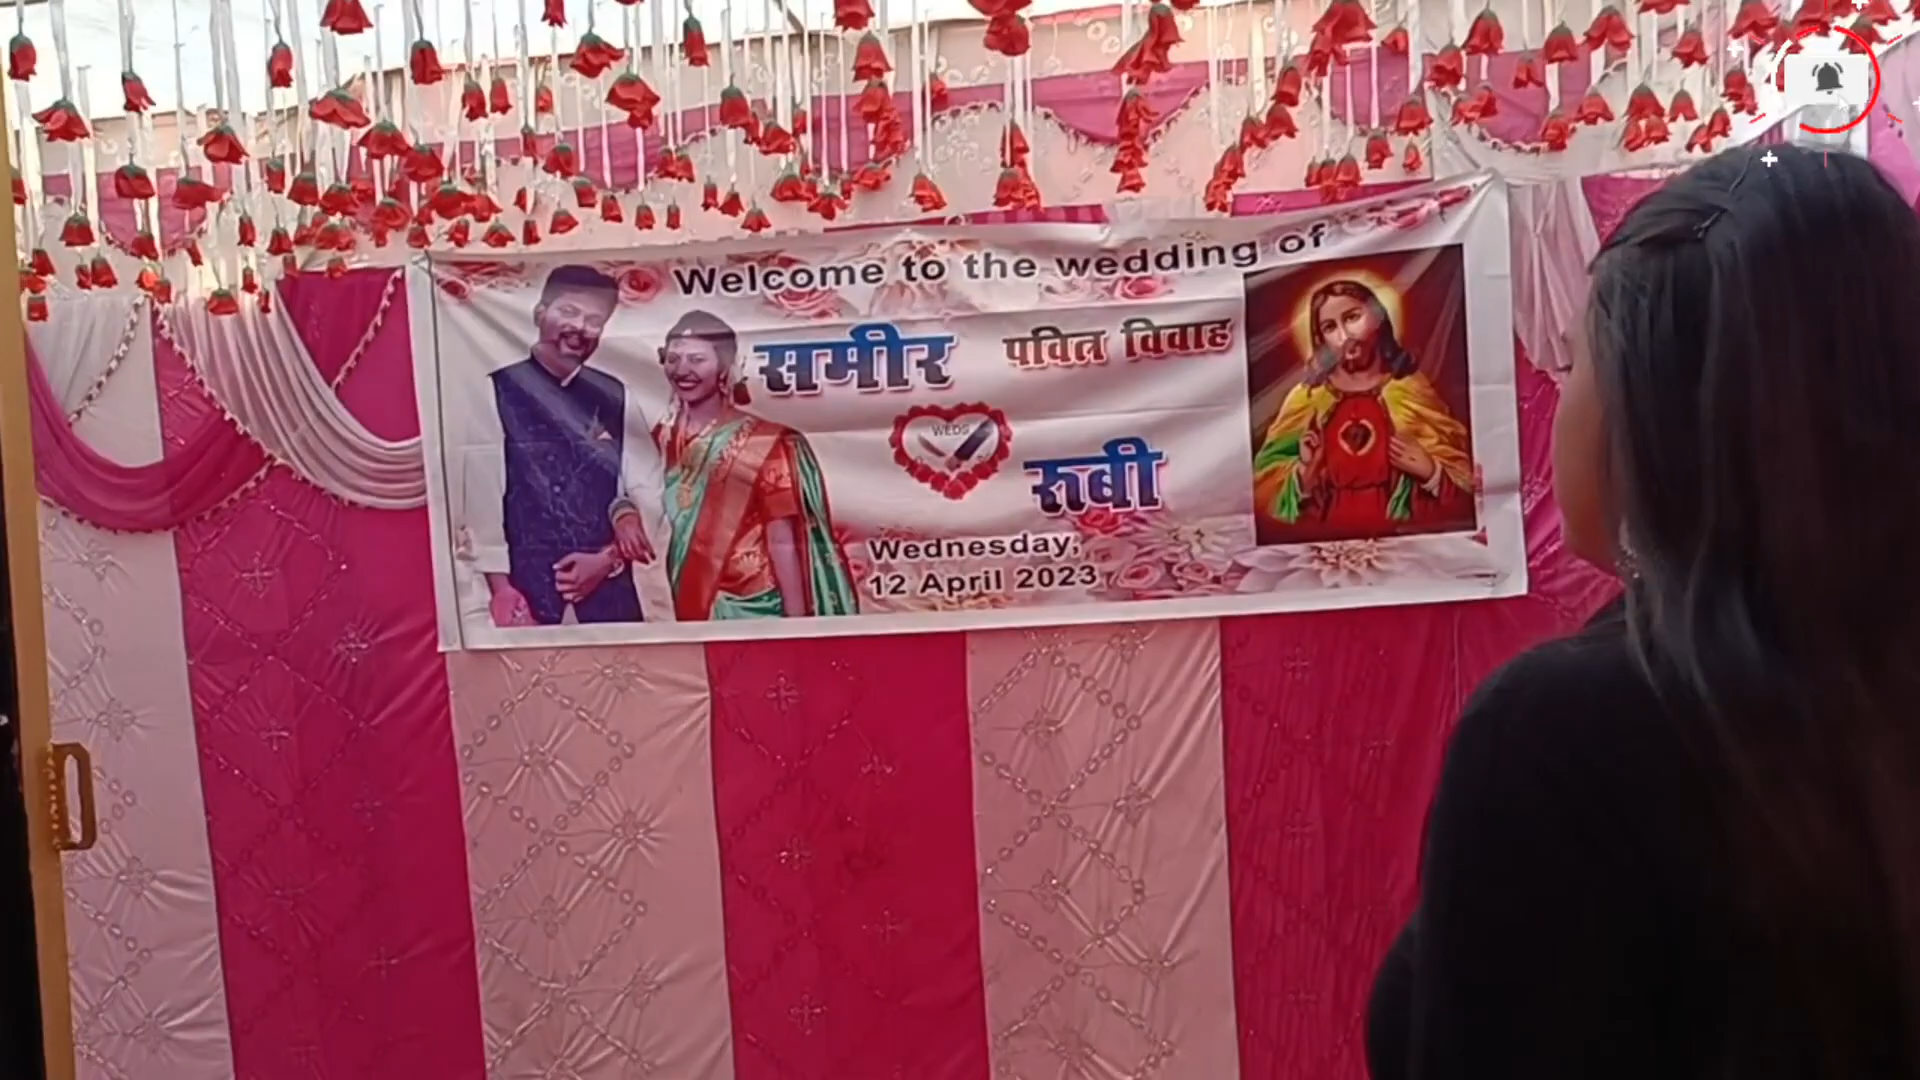 Welcome to the wedding of
समीर पवित्र विवाह
WEDS
रुबी
Wednesday,
12 April 2023